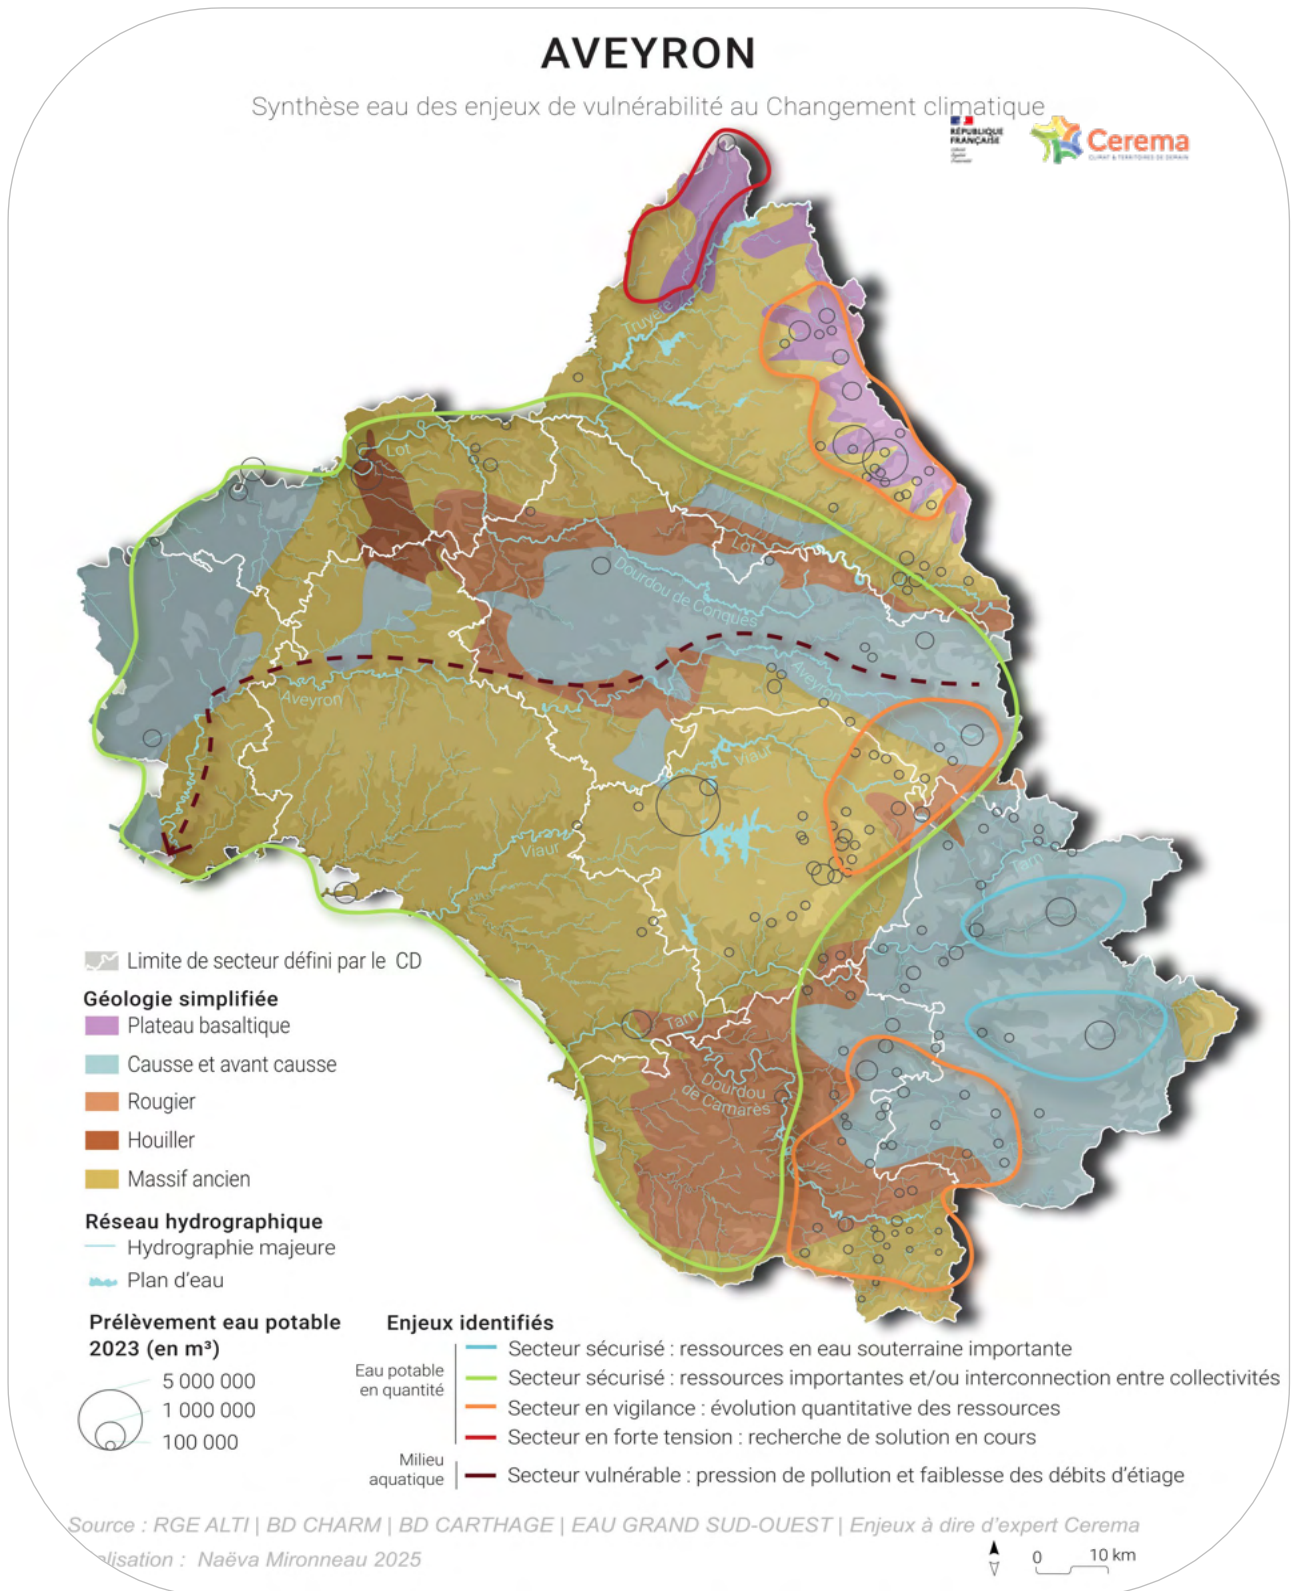 AVEYRON
Synthèse eau des enjeux de vulnérabilité au Changement climatique
RÉPUBLIQUE
FRANÇAISE
Cerema
CLIMAT & TERRITOIRES DE DEMAIN
Truyère
Lot
Lot
Dourdou de Conques
Aveyron
Aveyron
Viaur
Viaur
Tarn
Tarn
Dourdou
de Camarès
Limite de secteur défini par le CD
Géologie simplifiée
Plateau basaltique
Causse et avant causse
Rougier
Houiller
Massif ancien
Réseau hydrographique
Hydrographie majeure
Plan d'eau
Prélèvement eau potable
2023 (en m³)
5 000 000
1 000 000
100 000
Enjeux identifiés
Eau potable
en quantité
Secteur sécurisé : ressources en eau souterraine importante
Secteur sécurisé : ressources importantes et/ou interconnection entre collectivités
Secteur en vigilance : évolution quantitative des ressources
Secteur en forte tension : recherche de solution en cours
Milieu
aquatique
Secteur vulnérable : pression de pollution et faiblesse des débits d'étiage
Source : RGE ALTI | BD CHARM | BD CARTHAGE | EAU GRAND SUD-OUEST | Enjeux à dire d'expert Cerema
alisation : Naëva Mironneau 2025
0 10 km